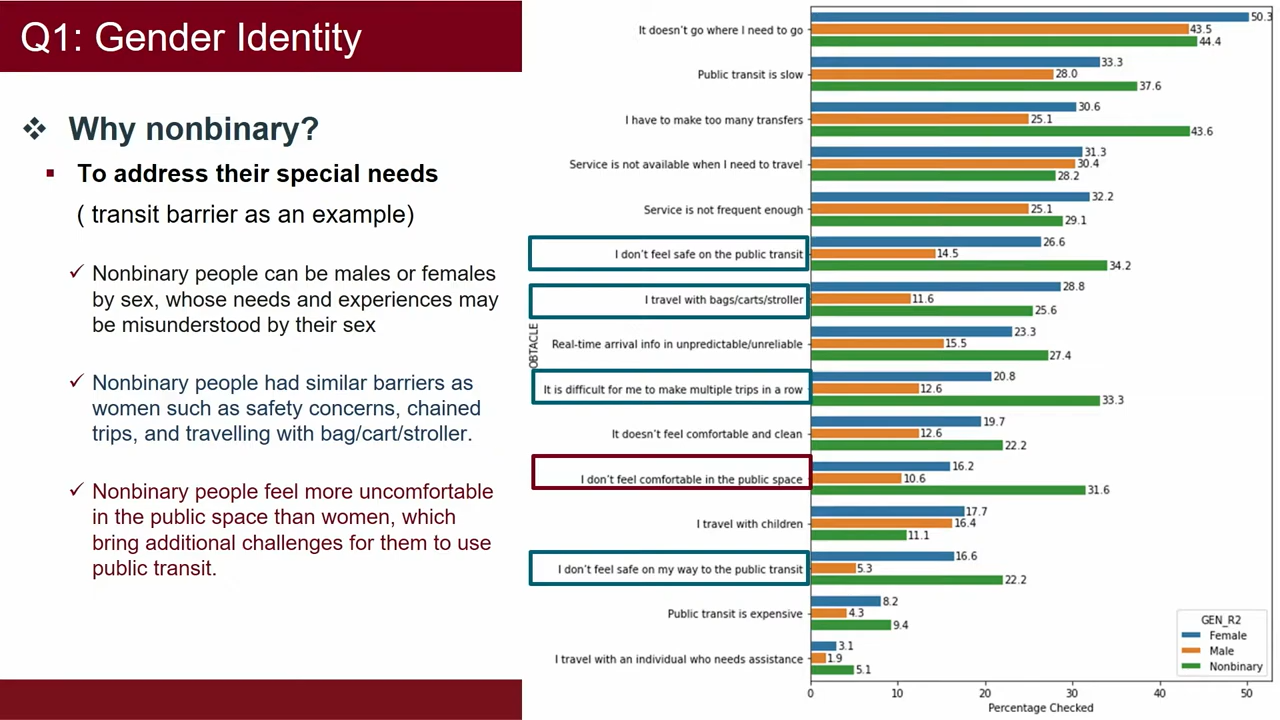 Q1: Gender Identity
❖ Why nonbinary?
▪ To address their special needs
( transit barrier as an example)
✓ Nonbinary people can be males or females
by sex, whose needs and experiences may
be misunderstood by their sex
✓ Nonbinary people had similar barriers as
women such as safety concerns, chained
trips, and travelling with bag/cart/stroller.
✓ Nonbinary people feel more uncomfortable
in the public space than women, which
bring additional challenges for them to use
public transit.
OBTACLE
It doesn't go where I need to go
50.3
43.5
44.4
Public transit is slow
33.3
28.0
37.6
I have to make too many transfers
30.6
25.1
43.6
Service is not available when I need to travel
31.3
30.4
28.2
Service is not frequent enough
32.2
25.1
29.1
I don't feel safe on the public transit
26.6
14.5
34.2
I travel with bags/carts/stroller
28.8
11.6
25.6
Real-time arrival info in unpredictable/unreliable
23.3
15.5
27.4
It is difficult for me to make multiple trips in a row
20.8
12.6
33.3
It doesn't feel comfortable and clean
19.7
12.6
22.2
I don't feel comfortable in the public space
16.2
10.6
31.6
I travel with children
17.7
16.4
11.1
I don't feel safe on my way to the public transit
16.6
5.3
22.2
Public transit is expensive
8.2
4.3
9.4
I travel with an individual who needs assistance
3.1
1.9
5.1
GEN_R2
Female
Male
Nonbinary
0 10 20 30 40 50
Percentage Checked